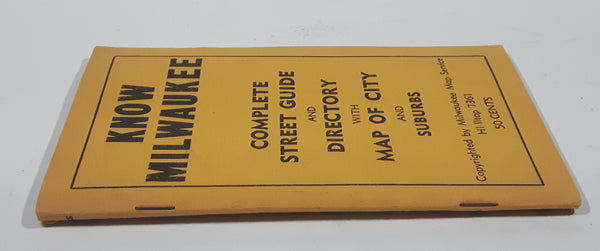 KNOW
MILWAUKEE
COMPLETE
STREET GUIDE
AND
DIRECTORY
WITH
MAP OF CITY
AND
SUBURBS
Copyrighted by Milwaukee Map Service
HI lltop 7361
50 CENTS